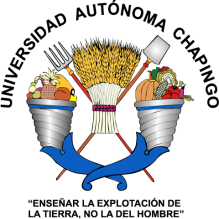 UNIVERSIDAD AUTÓNOMA CHAPINGO
“ENSEÑAR LA EXPLOTACIÓN DE
LA TIERRA, NO LA DEL HOMBRE”